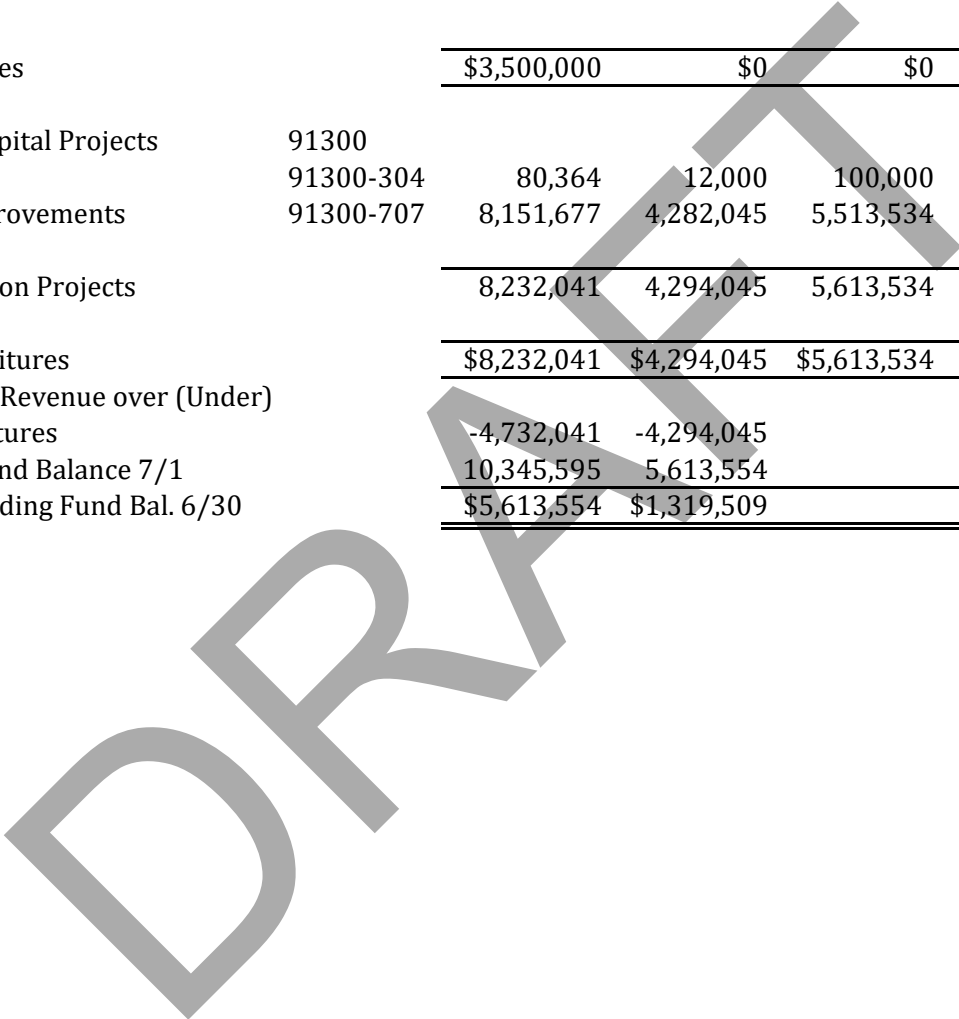 es $3,500,000 $0 $0
pital Projects 91300
91300-304 80,364 12,000 100,000
rovements 91300-707 8,151,677 4,282,045 5,513,534
on Projects 8,232,041 4,294,045 5,613,534
itures $8,232,041 $4,294,045 $5,613,534
Revenue over (Under)
tures -4,732,041 -4,294,045
nd Balance 7/1 10,345,595 5,613,554
ding Fund Bal. 6/30 $5,613,554 $1,319,509
DRAFT